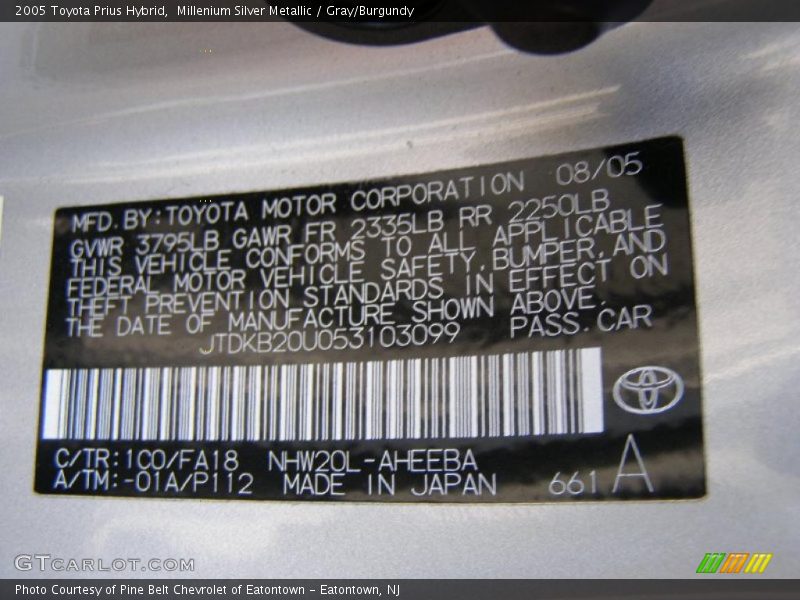 2005 Toyota Prius Hybrid,  Millenium Silver Metallic / Gray/Burgundy
MFD. BY: TOYOTA MOTOR CORPORATION 08/05
GVWR 3795LB GAWR FR 2335LB RR 2250LB
THIS VEHICLE CONFORMS TO ALL APPLICABLE
FEDERAL MOTOR VEHICLE SAFETY, BUMPER, AND
THEFT PREVENTION STANDARDS IN EFFECT ON
THE DATE OF MANUFACTURE SHOWN ABOVE.
JTDKB20U053103099 PASS. CAR
C/TR: 1C0/FA18 NHW20L-AHEEBA
A/TM: -01A/P112 MADE IN JAPAN 661 A
GTCARLOT.COM
Photo Courtesy of Pine Belt Chevrolet of Eatontown – Eatontown, NJ